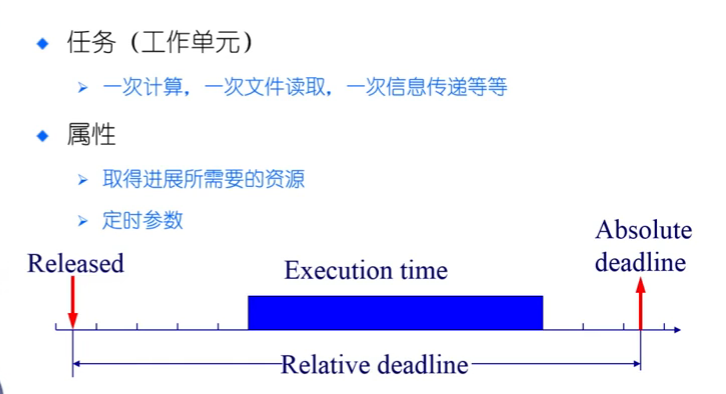 任务（工作单元）
一次计算，一次文件读取，一次信息传递等等
属性
取得进展所需要的资源
定时参数
Absolute
deadline
Released
Execution time
Relative deadline